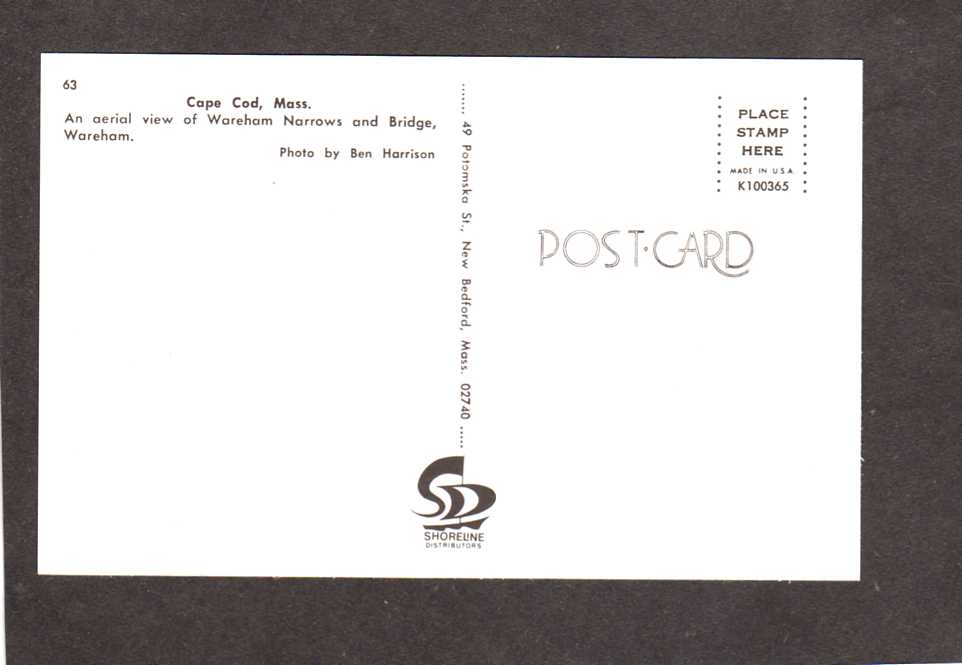 63
Cape Cod, Mass.
An aerial view of Wareham Narrows and Bridge,
Wareham.
Photo by Ben Harrison
....... 49 Potomska St., New Bedford, Mass. 02740 .....
SD
SHORELINE
DISTRIBUTORS
PLACE
STAMP
HERE
MADE IN U.S.A.
K100365
POST·CARD